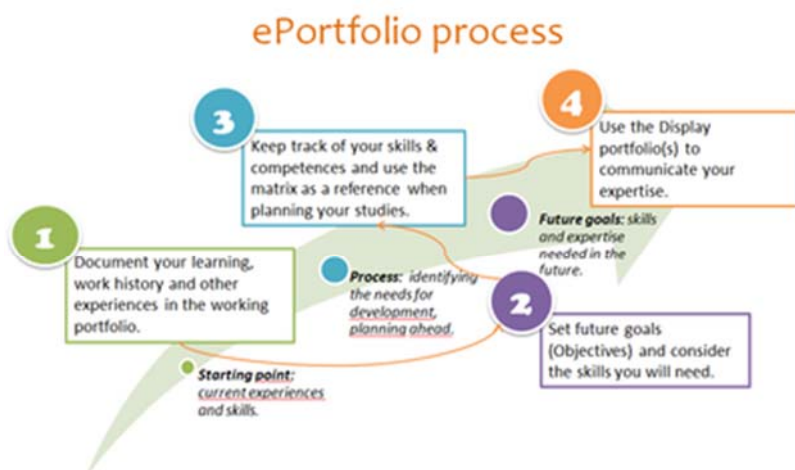 ePortfolio process
1
Document your learning,
work history and other
experiences in the working
portfolio.
Starting point:
current experiences
and skills.
2
Set future goals
(Objectives) and consider
the skills you will need.
3
Keep track of your skills &
competences and use the
matrix as a reference when
planning your studies.
Process: identifying
the needs for
development,
planning ahead.
4
Use the Display
portfolio(s) to
communicate your
expertise.
Future goals: skills
and expertise
needed in the
future.